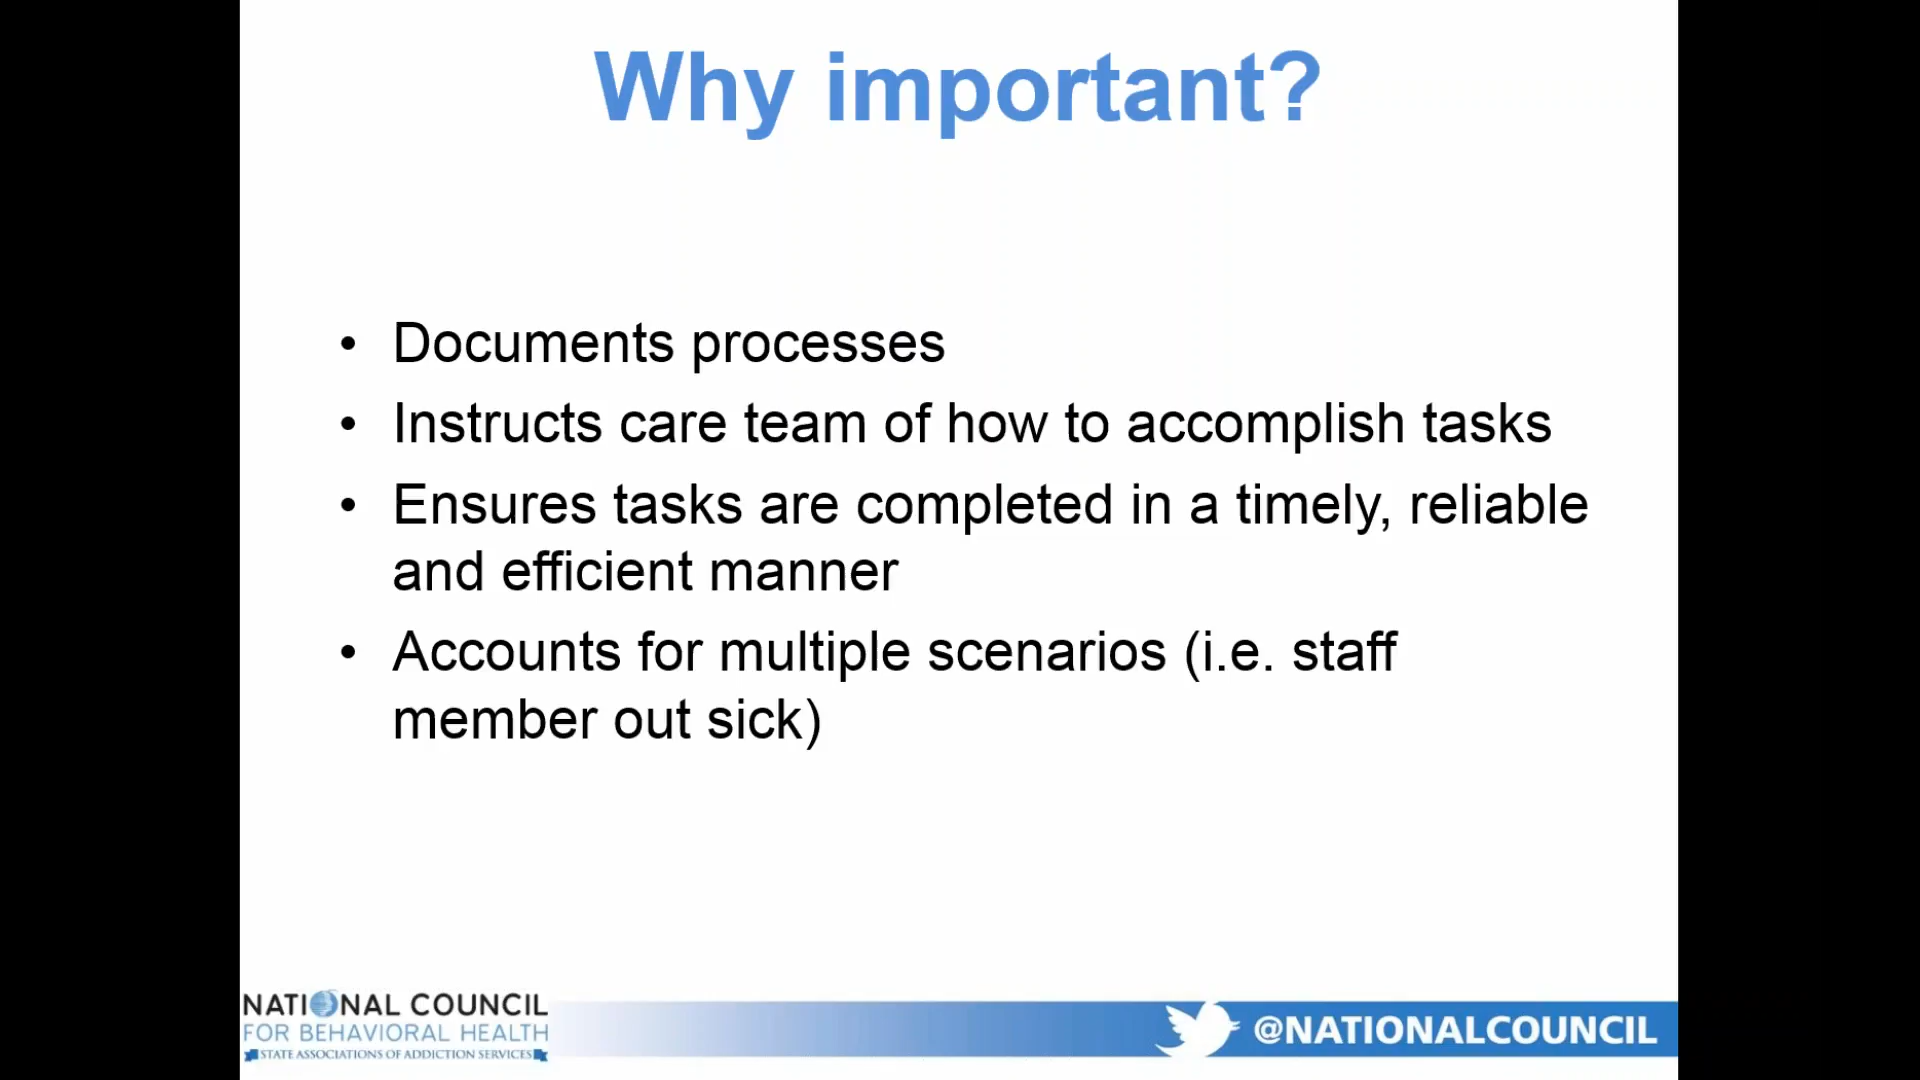 Why important?
• Documents processes
• Instructs care team of how to accomplish tasks
• Ensures tasks are completed in a timely, reliable
and efficient manner
• Accounts for multiple scenarios (i.e. staff
member out sick)
NATIONAL COUNCIL
FOR BEHAVIORAL HEALTH
STATE ASSOCIATIONS OF ADDICTION SERVICES
@NATIONALCOUNCIL